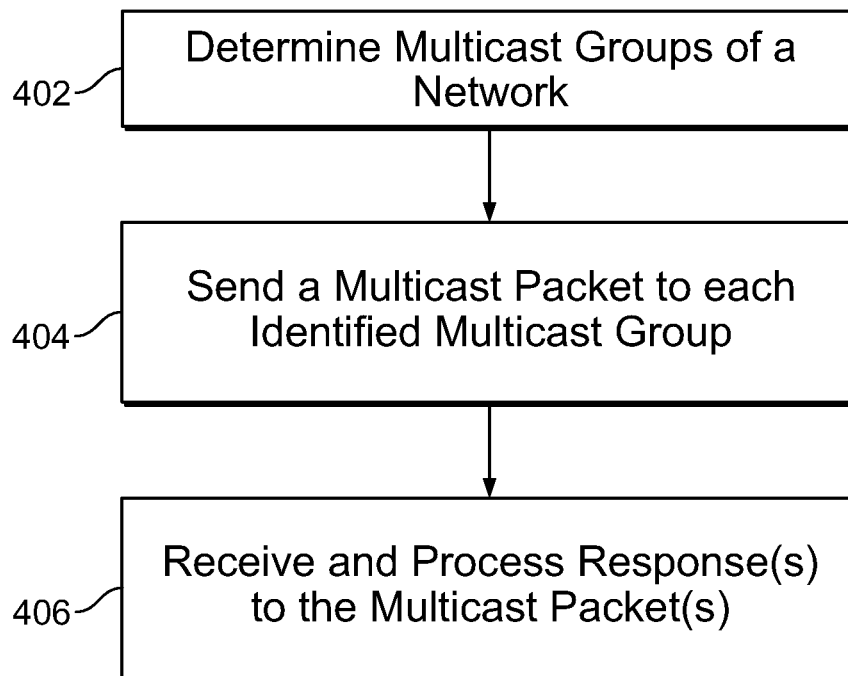 Determine Multicast Groups of a
Network
402
Send a Multicast Packet to each
Identified Multicast Group
404
Receive and Process Response(s)
to the Multicast Packet(s)
406